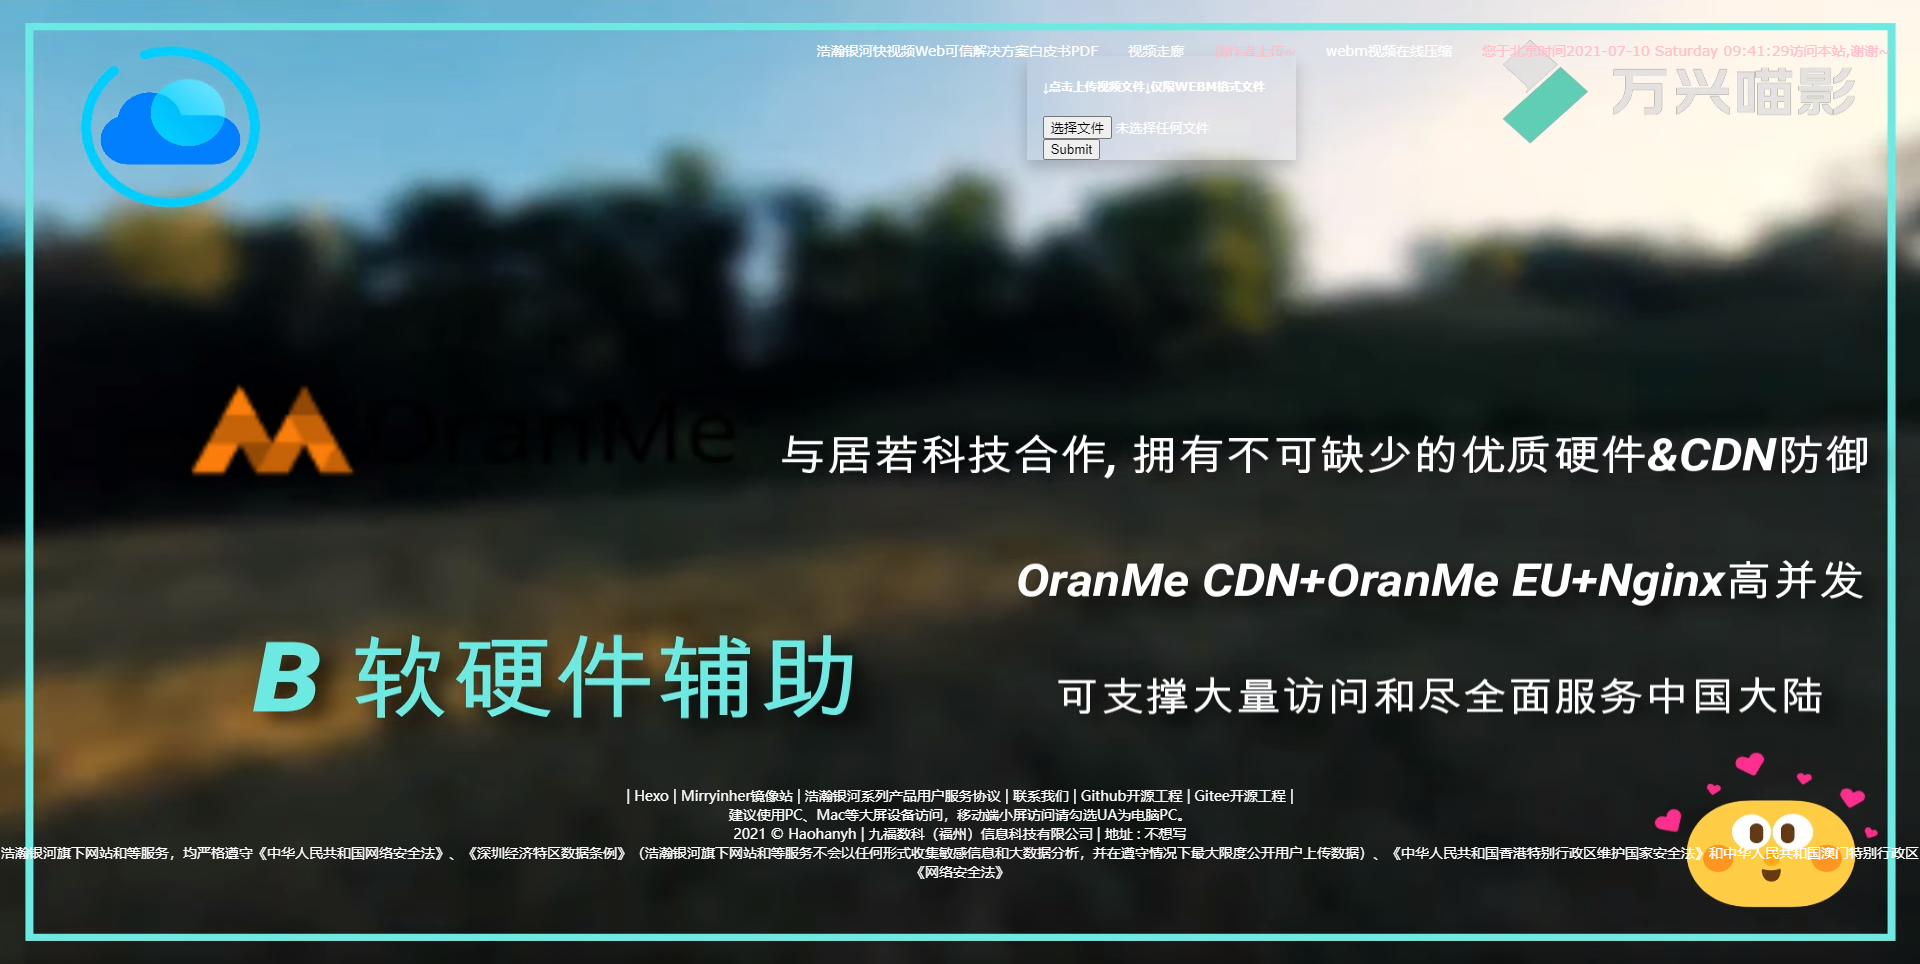 浩瀚银河快视频Web可信解决方案白皮书PDF 视频走廊 webm视频在线压缩 您于北京时间2021-07-10 Saturday 09:41:29访问本站,谢谢~
↓点击上传视频文件↓仅限WEBM格式文件
选择文件 未选择任何文件
Submit
万兴喵影
OranMe
与居若科技合作, 拥有不可缺少的优质硬件&CDN防御
OranMe CDN+OranMe EU+Nginx高并发
B 软硬件辅助
可支撑大量访问和尽全面服务中国大陆
| Hexo | Mirryinher镜像站 | 浩瀚银河系列产品用户服务协议 | 联系我们 | Github开源工程 | Gitee开源工程 |
建议使用PC、Mac等大屏设备访问，移动端小屏访问请勾选UA为电脑PC。
2021 © Haohanyh | 九福数科（福州）信息科技有限公司 | 地址 : 不想写
浩瀚银河旗下网站和等服务，均严格遵守《中华人民共和国网络安全法》、《深圳经济特区数据条例》（浩瀚银河旗下网站和等服务不会以任何形式收集敏感信息和大数据分析，并在遵守情况下最大限度公开用户上传数据）、《中华人民共和国香港特别行政区维护国家安全法》和中华人民共和国澳门特别行政区
《网络安全法》